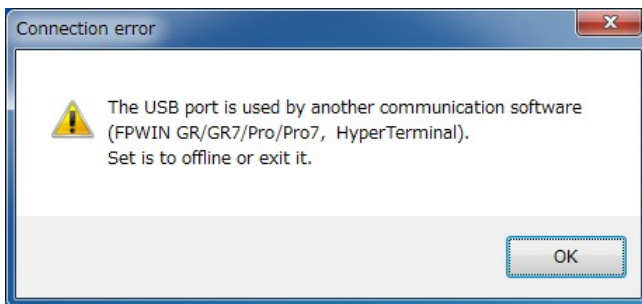 Connection error
The USB port is used by another communication software
(FPWIN GR/GR7/Pro/Pro7, HyperTerminal).
Set is to offline or exit it.
OK